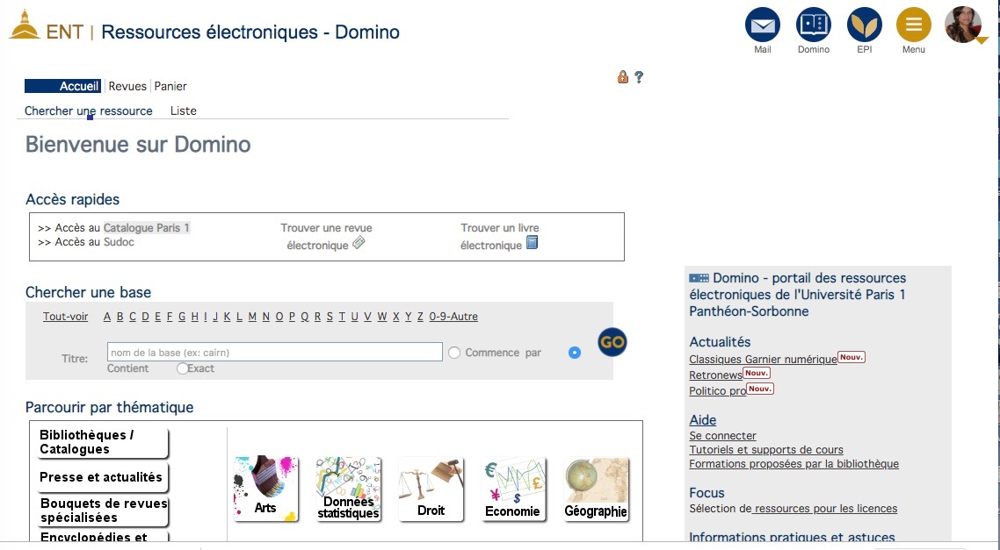 ENT | Ressources électroniques - Domino
Mail Domino EPI Menu
Accueil Revues Panier
?
Chercher une ressource Liste
Bienvenue sur Domino
Accès rapides
>> Accès au Catalogue Paris 1
>> Accès au Sudoc
Trouver une revue
électronique
Trouver un livre
électronique
Chercher une base
Tout-voir A B C D E F G H I J K L M N O P Q R S T U V W X Y Z 0-9-Autre
Titre: nom de la base (ex: cairn) Commence par
Contient Exact
GO
Parcourir par thématique
Bibliothèques /
Catalogues
Presse et actualités
Bouquets de revues
spécialisées
Encyclopédies et
Arts
Données
statistiques
Droit
Economie
Géographie
Domino - portail des ressources
électroniques de l'Université Paris 1
Panthéon-Sorbonne
Actualités
Classiques Garnier numérique Nouv.
Retronews Nouv.
Politico pro Nouv.
Aide
Se connecter
Tutoriels et supports de cours
Formations proposées par la bibliothèque
Focus
Sélection de ressources pour les licences
Informations pratiques et astuces